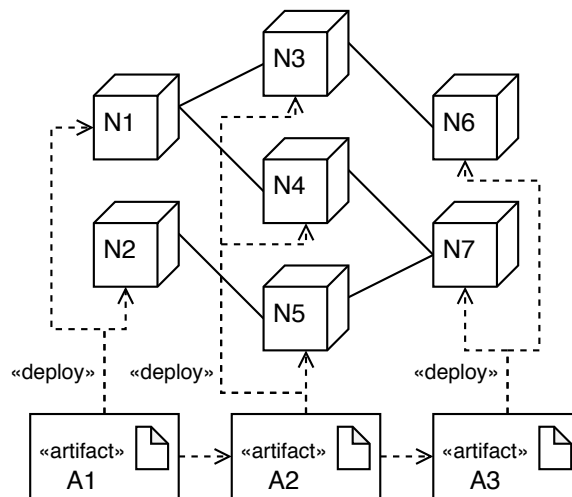 N3
N1
N6
N4
N2
N7
N5
«deploy» «deploy» «deploy»
«artifact» «artifact» «artifact»
A1 A2 A3